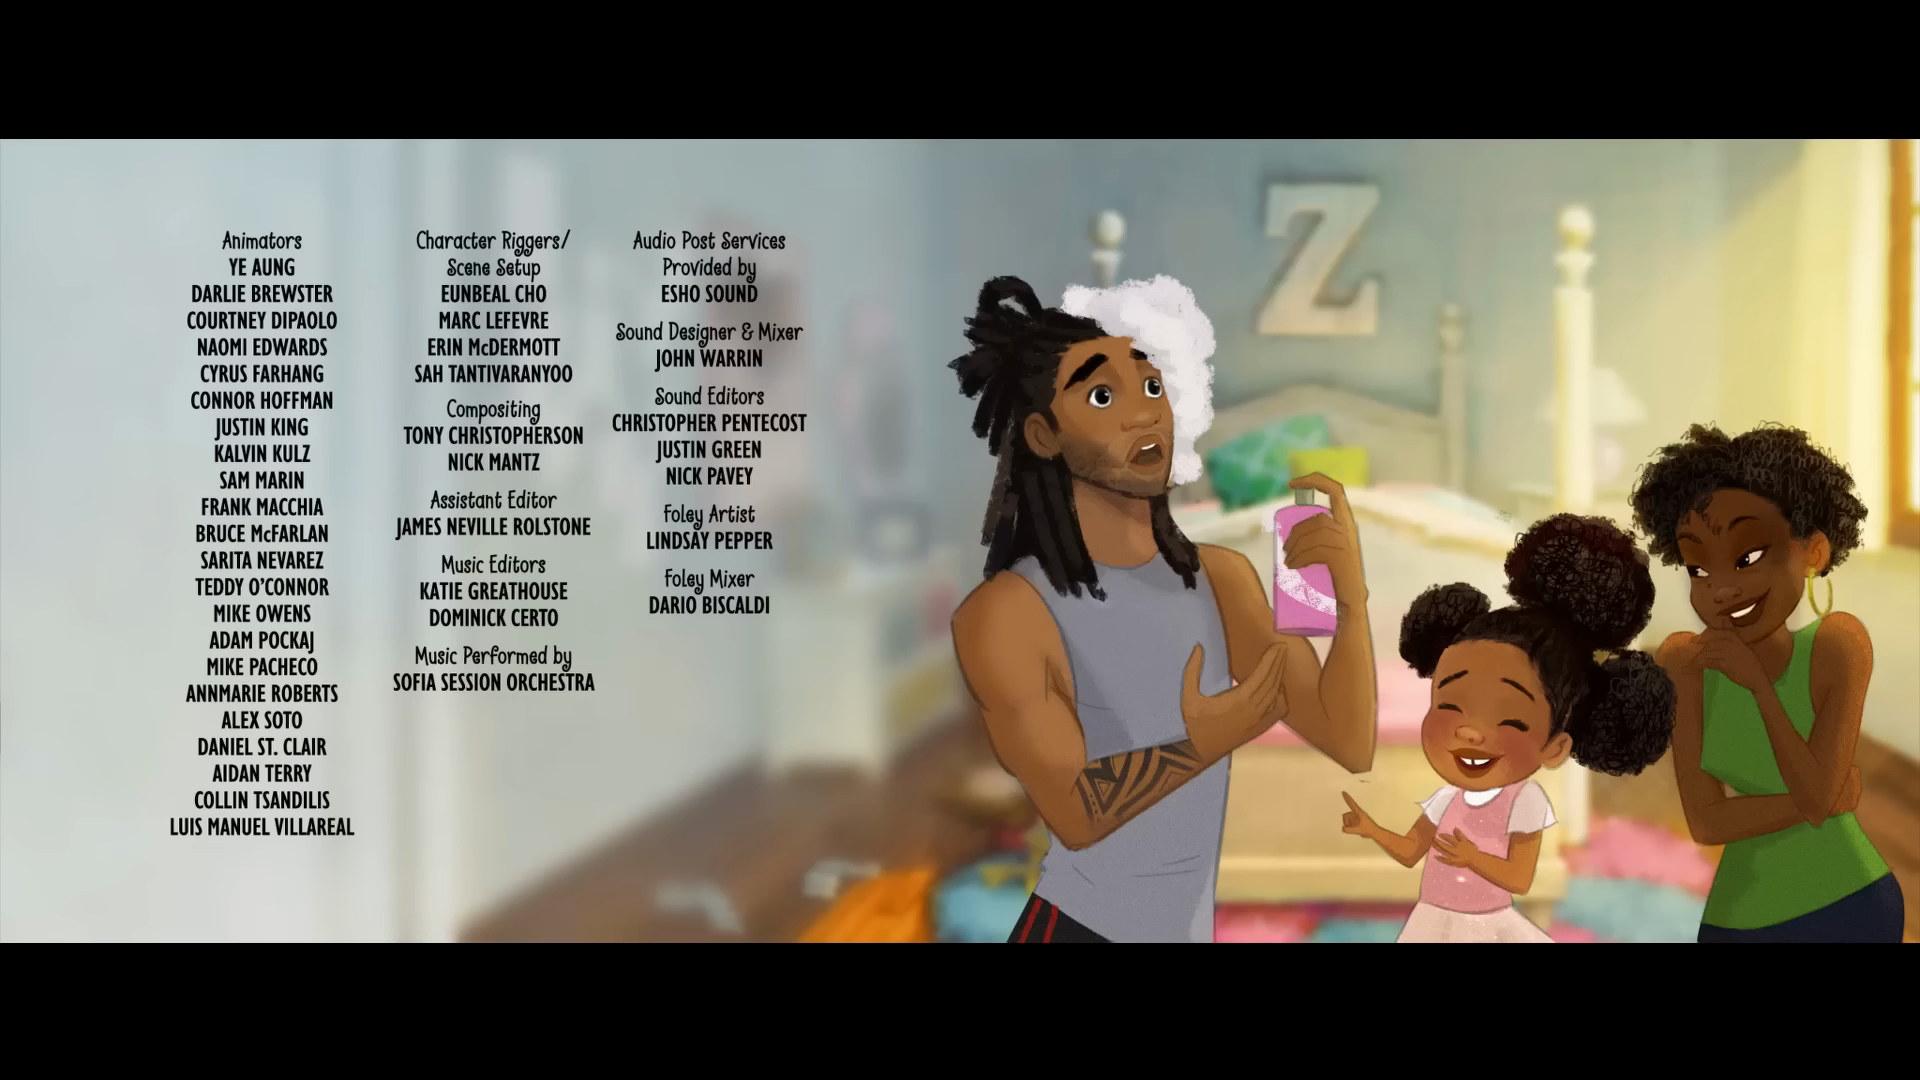 Animators
YE AUNG
DARLIE BREWSTER
COURTNEY DIPAOLO
NAOMI EDWARDS
CYRUS FARHANG
CONNOR HOFFMAN
JUSTIN KING
KALVIN KULZ
SAM MARIN
FRANK MACCHIA
BRUCE McFARLAN
SARITA NEVAREZ
TEDDY O'CONNOR
MIKE OWENS
ADAM POCKAJ
MIKE PACHECO
ANNMARIE ROBERTS
ALEX SOTO
DANIEL ST. CLAIR
AIDAN TERRY
COLLIN TSANDILIS
LUIS MANUEL VILLAREAL
Character Riggers/
Scene Setup
EUNBEAL CHO
MARC LEFEVRE
ERIN McDERMOTT
SAH TANTIVARANYOO
Compositing
TONY CHRISTOPHERSON
NICK MANTZ
Assistant Editor
JAMES NEVILLE ROLSTONE
Music Editors
KATIE GREATHOUSE
DOMINICK CERTO
Music Performed by
SOFIA SESSION ORCHESTRA
Audio Post Services
Provided by
ESHO SOUND
Sound Designer & Mixer
JOHN WARRIN
Sound Editors
CHRISTOPHER PENTECOST
JUSTIN GREEN
NICK PAVEY
Foley Artist
LINDSAY PEPPER
Foley Mixer
DARIO BISCALDI
Z